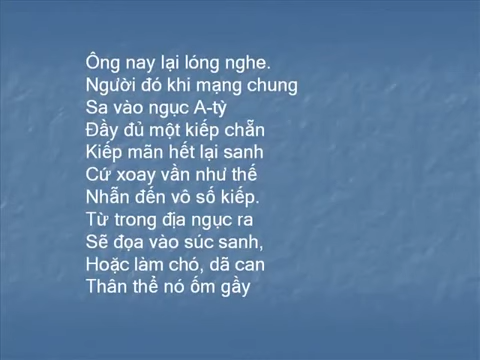 Ông nay lại lóng nghe.
Người đó khi mạng chung
Sa vào ngục A-tỳ
Đầy đủ một kiếp chẵn
Kiếp mãn hết lại sanh
Cứ xoay vần như thế
Nhẫn đến vô số kiếp.
Từ trong địa ngục ra
Sẽ đọa vào súc sanh,
Hoặc làm chó, dã can
Thân thể nó ốm gầy